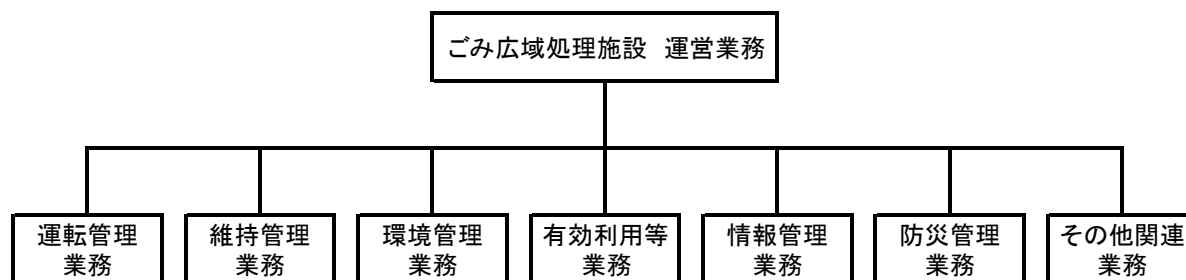 ごみ広域処理施設 運営業務
運転管理
業務
維持管理
業務
環境管理
業務
有効利用等
業務
情報管理
業務
防災管理
業務
その他関連
業務